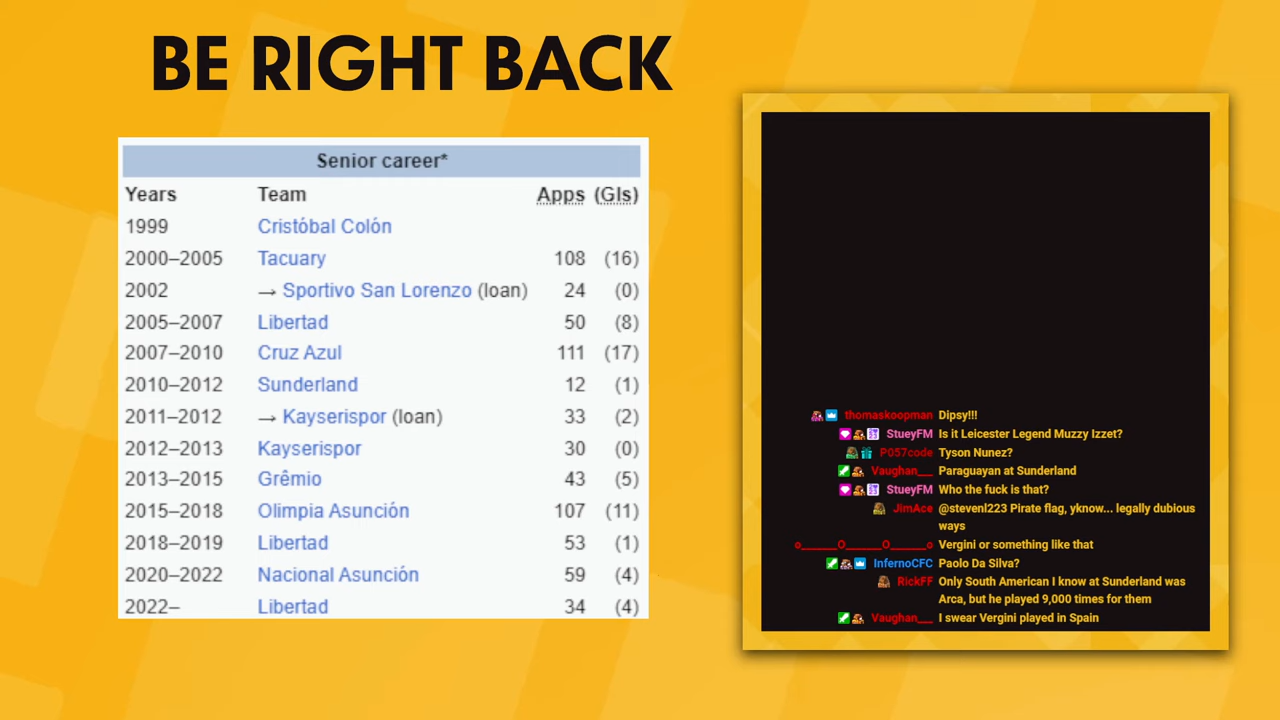 BE RIGHT BACK
Senior career*
Years Team Apps (Gls)
1999 Cristóbal Colón
2000–2005 Tacuary 108 (16)
2002 → Sportivo San Lorenzo (loan) 24 (0)
2005–2007 Libertad 50 (8)
2007–2010 Cruz Azul 111 (17)
2010–2012 Sunderland 12 (1)
2011–2012 → Kayserispor (loan) 33 (2)
2012–2013 Kayserispor 30 (0)
2013–2015 Grêmio 43 (5)
2015–2018 Olimpia Asunción 107 (11)
2018–2019 Libertad 53 (1)
2020–2022 Nacional Asunción 59 (4)
2022– Libertad 34 (4)
thomaskoopman Dipsy!!!
StueyFM Is it Leicester Legend Muzzy Izzet?
P057code Tyson Nunez?
Vaughan___ Paraguayan at Sunderland
StueyFM Who the fuck is that?
JimAce @stevenl223 Pirate flag, yknow... legally dubious
ways
o______O______O______o Vergini or something like that
InfernoCFC Paolo Da Silva?
RickFF Only South American I know at Sunderland was
Arca, but he played 9,000 times for them
Vaughan___ I swear Vergini played in Spain